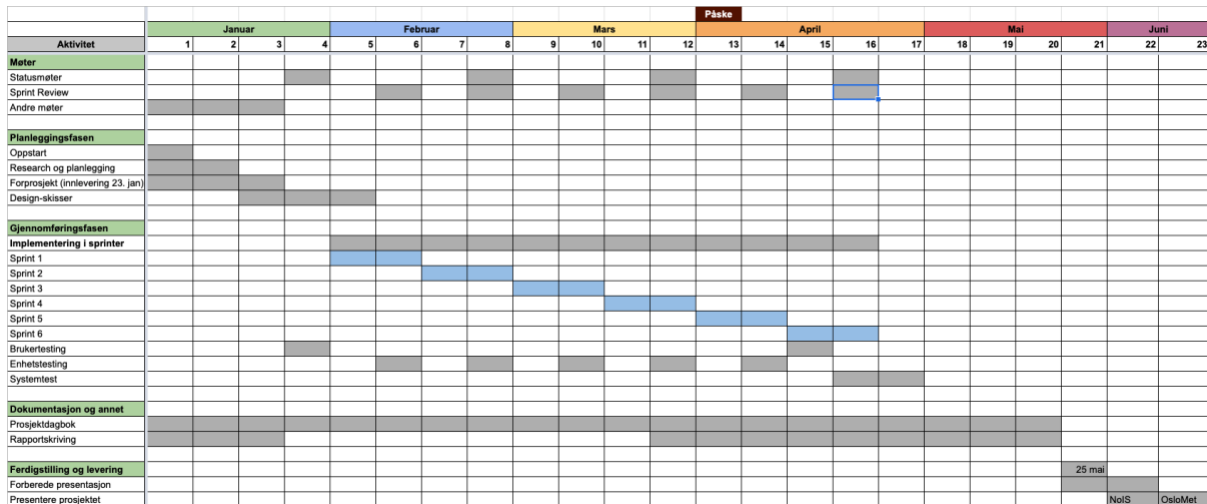 Påske
Januar Februar Mars April Mai Juni
Aktivitet 1 2 3 4 5 6 7 8 9 10 11 12 13 14 15 16 17 18 19 20 21 22 23
Møter
Statusmøter
Sprint Review
Andre møter
Planleggingsfasen
Oppstart
Research og planlegging
Forprosjekt (innlevering 23. jan)
Design-skisser
Gjennomføringsfasen
Implementering i sprinter
Sprint 1
Sprint 2
Sprint 3
Sprint 4
Sprint 5
Sprint 6
Brukertesting
Enhetstesting
Systemtest
Dokumentasjon og annet
Prosjektdagbok
Rapportskriving
Ferdigstilling og levering 25 mai
Forberede presentasjon
Presentere prosjektet NoIS OsloMet